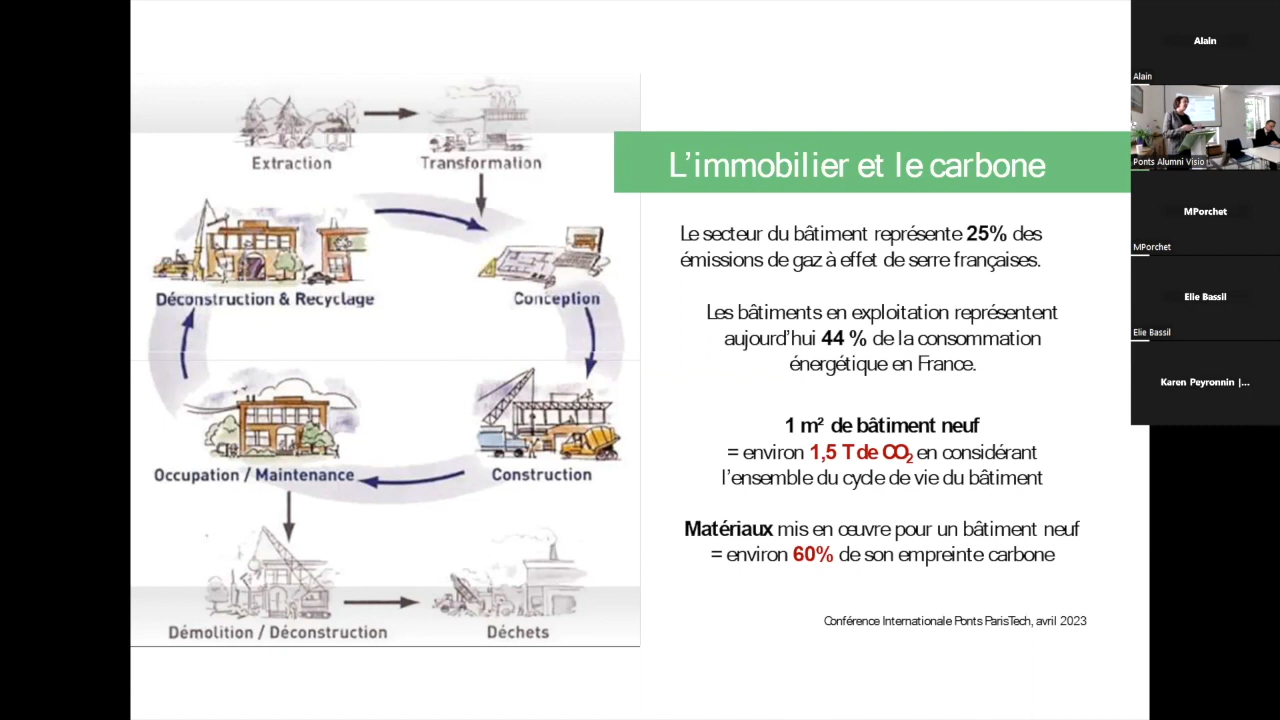 Extraction
Transformation
Déconstruction & Recyclage
Conception
Occupation / Maintenance
Construction
Démolition / Déconstruction
Déchets
L’immobilier et le carbone
Le secteur du bâtiment représente 25% des
émissions de gaz à effet de serre françaises.
Les bâtiments en exploitation représentent
aujourd’hui 44 % de la consommation
énergétique en France.
1 m² de bâtiment neuf
= environ 1,5 T de CO₂ en considérant
l’ensemble du cycle de vie du bâtiment
Matériaux mis en œuvre pour un bâtiment neuf
= environ 60% de son empreinte carbone
Conférence Internationale Ponts ParisTech, avril 2023
Alain
Alain
Ponts Alumni Visio
MPorchet
MPorchet
Elie Bassil
Elie Bassil
Karen Peyronnin |...